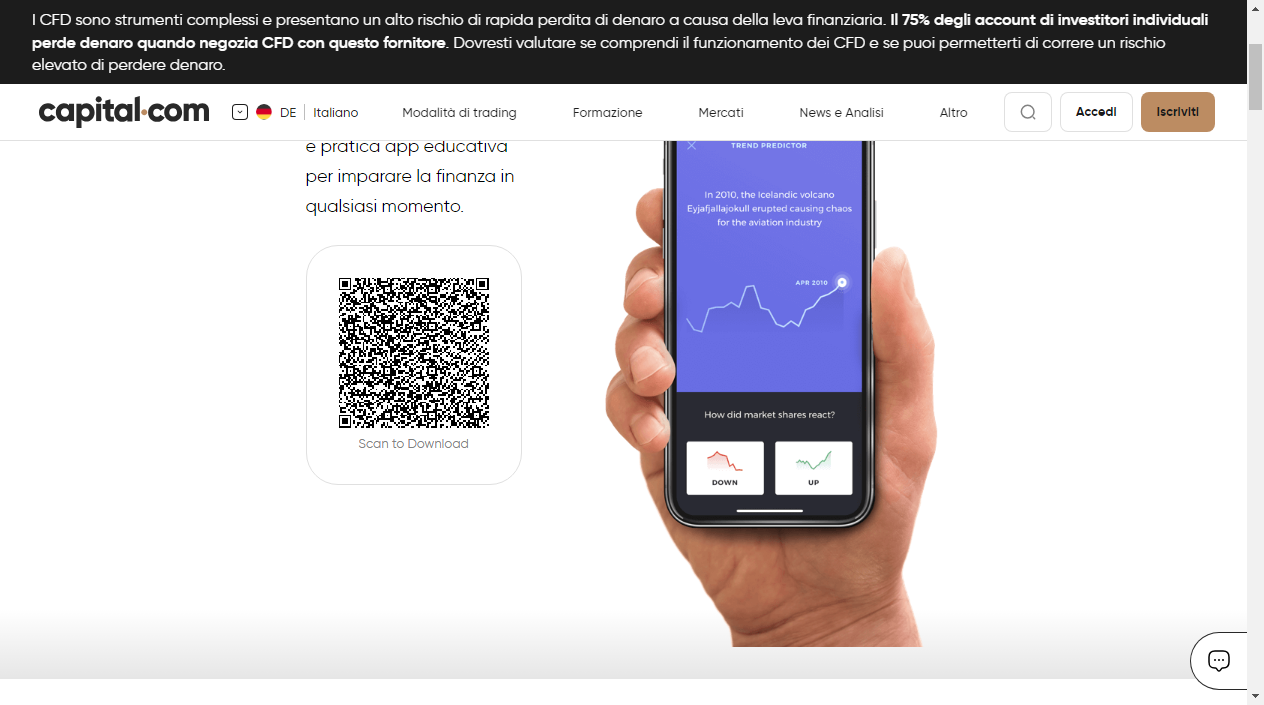 I CFD sono strumenti complessi e presentano un alto rischio di rapida perdita di denaro a causa della leva finanziaria. Il 75% degli account di investitori individuali
perde denaro quando negozia CFD con questo fornitore. Dovresti valutare se comprendi il funzionamento dei CFD e se puoi permetterti di correre un rischio
elevato di perdere denaro.
capital.com
DE Italiano Modalità di trading Formazione Mercati News e Analisi Altro Accedi Iscriviti
e pratica app educativa
per imparare la finanza in
qualsiasi momento.
Scan to Download
TREND PREDICTOR
In 2010, the Icelandic volcano
Eyjafjallajokull erupted causing chaos
for the aviation industry
APR 2010
How did market shares react?
DOWN UP